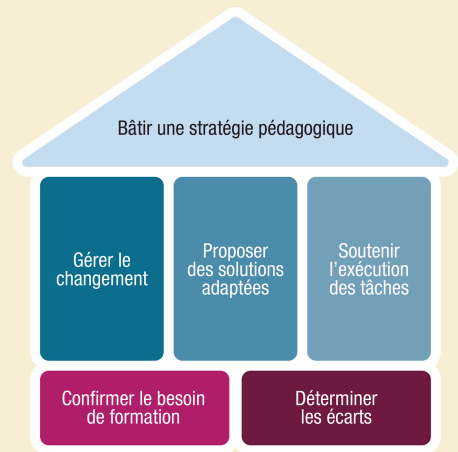 Bâtir une stratégie pédagogique
Gérer le
changement
Proposer
des solutions
adaptées
Soutenir
l'exécution
des tâches
Confirmer le besoin
de formation
Déterminer
les écarts